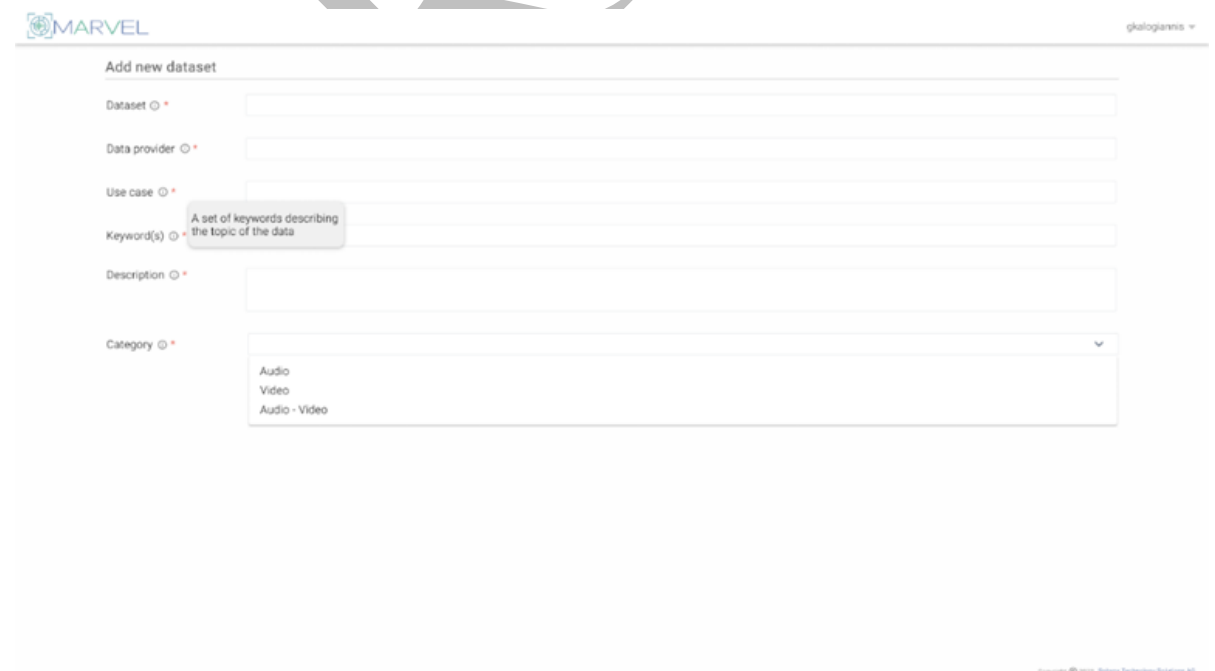 MARVEL
gkalogiannis
Add new dataset
Dataset *
Data provider *
Use case *
A set of keywords describing
the topic of the data
Keyword(s) *
Description *
Category *
Audio
Video
Audio - Video